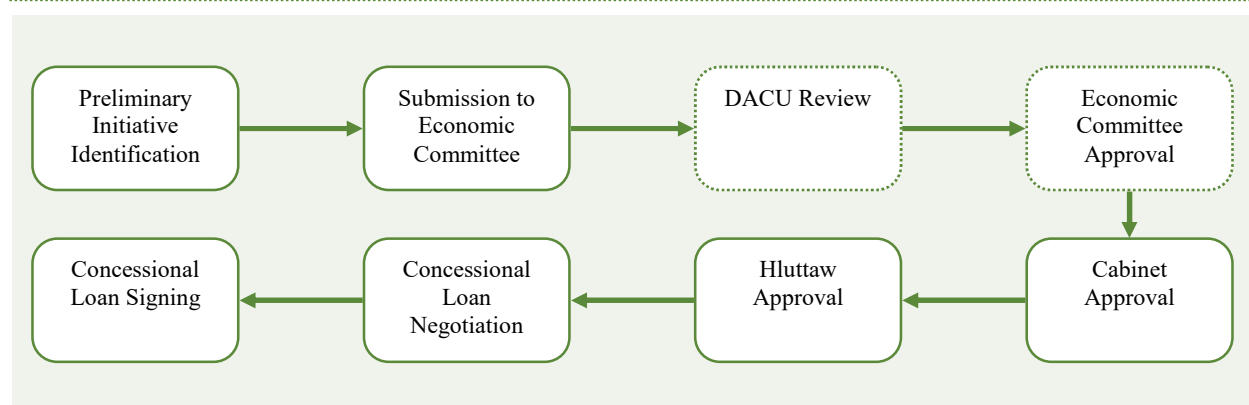 Preliminary
Initiative
Identification
Submission to
Economic
Committee
DACU Review
Economic
Committee
Approval
Cabinet
Approval
Hluttaw
Approval
Concessional
Loan
Negotiation
Concessional
Loan Signing